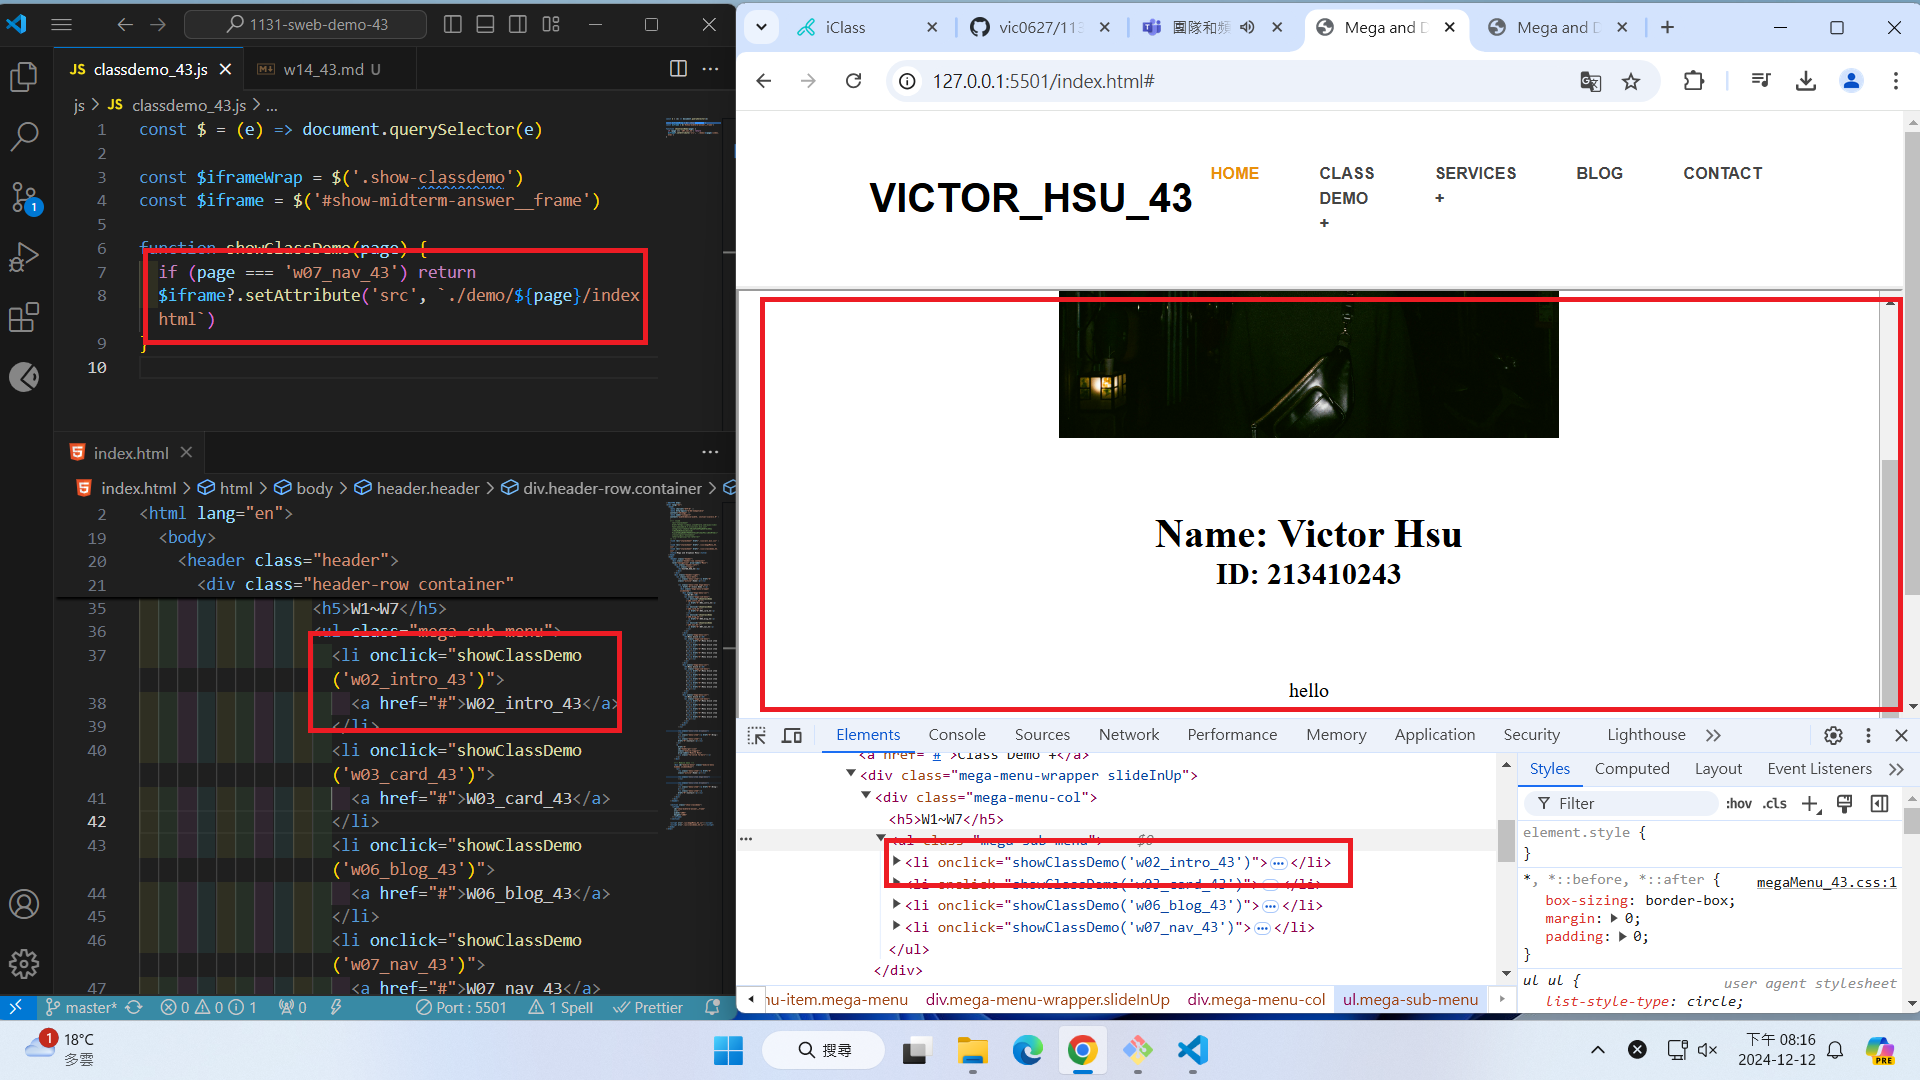 1131-sweb-demo-43
JS classdemo_43.js
w14_43.md U
js > JS classdemo_43.js > ...
1 const $ = (e) => document.querySelector(e)
2
3 const $iframeWrap = $('.show-classdemo')
4 const $iframe = $('#show-midterm-answer__frame')
5
6 function showClassDemo(page) {
7 if (page === 'w07_nav_43') return
8 $iframe?.setAttribute('src', `./demo/${page}/index
html`)
9 }
10
index.html
index.html > html > body > header.header > div.header-row.container >
2 <html lang="en">
19 <body>
20 <header class="header">
21 <div class="header-row container"
35 <h5>W1~W7</h5>
36 <ul class="mega-sub-menu">
37 <li onclick="showClassDemo
('w02_intro_43')">
38 <a href="#">W02_intro_43</a>
39 </li>
40 <li onclick="showClassDemo
('w03_card_43')">
41 <a href="#">W03_card_43</a>
42 </li>
43 <li onclick="showClassDemo
('w06_blog_43')">
44 <a href="#">W06_blog_43</a>
45 </li>
46 <li onclick="showClassDemo
('w07_nav_43')">
47 <a href="#">W07_nav_43</a>
1
master* 0 0 1 0 Port : 5501 1 Spell Prettier
iClass
vic0627/113
團隊和頻
Mega and D
Mega and D
127.0.0.1:5501/index.html#
VICTOR_HSU_43
HOME
CLASS
DEMO
+
SERVICES
+
BLOG
CONTACT
Name: Victor Hsu
ID: 213410243
hello
Elements Console Sources Network Performance Memory Application Security Lighthouse
<a href="#">Class Demo +</a>
<div class="mega-menu-wrapper slideInUp">
<div class="mega-menu-col">
<h5>W1~W7</h5>
<ul class="mega-sub-menu"> == $0
<li onclick="showClassDemo('w02_intro_43')">…</li>
<li onclick="showClassDemo('w03_card_43')">…</li>
<li onclick="showClassDemo('w06_blog_43')">…</li>
<li onclick="showClassDemo('w07_nav_43')">…</li>
</ul>
</div>
nu-item.mega-menu div.mega-menu-wrapper.slideInUp div.mega-menu-col ul.mega-sub-menu
Styles Computed Layout Event Listeners
Filter :hov .cls
element.style {
}
*, *::before, *::after { megaMenu_43.css:1
box-sizing: border-box;
margin: 0;
padding: 0;
}
ul ul { user agent stylesheet
list-style-type: circle;
1
18°C
多雲
搜尋
下午 08:16
2024-12-12
PRE